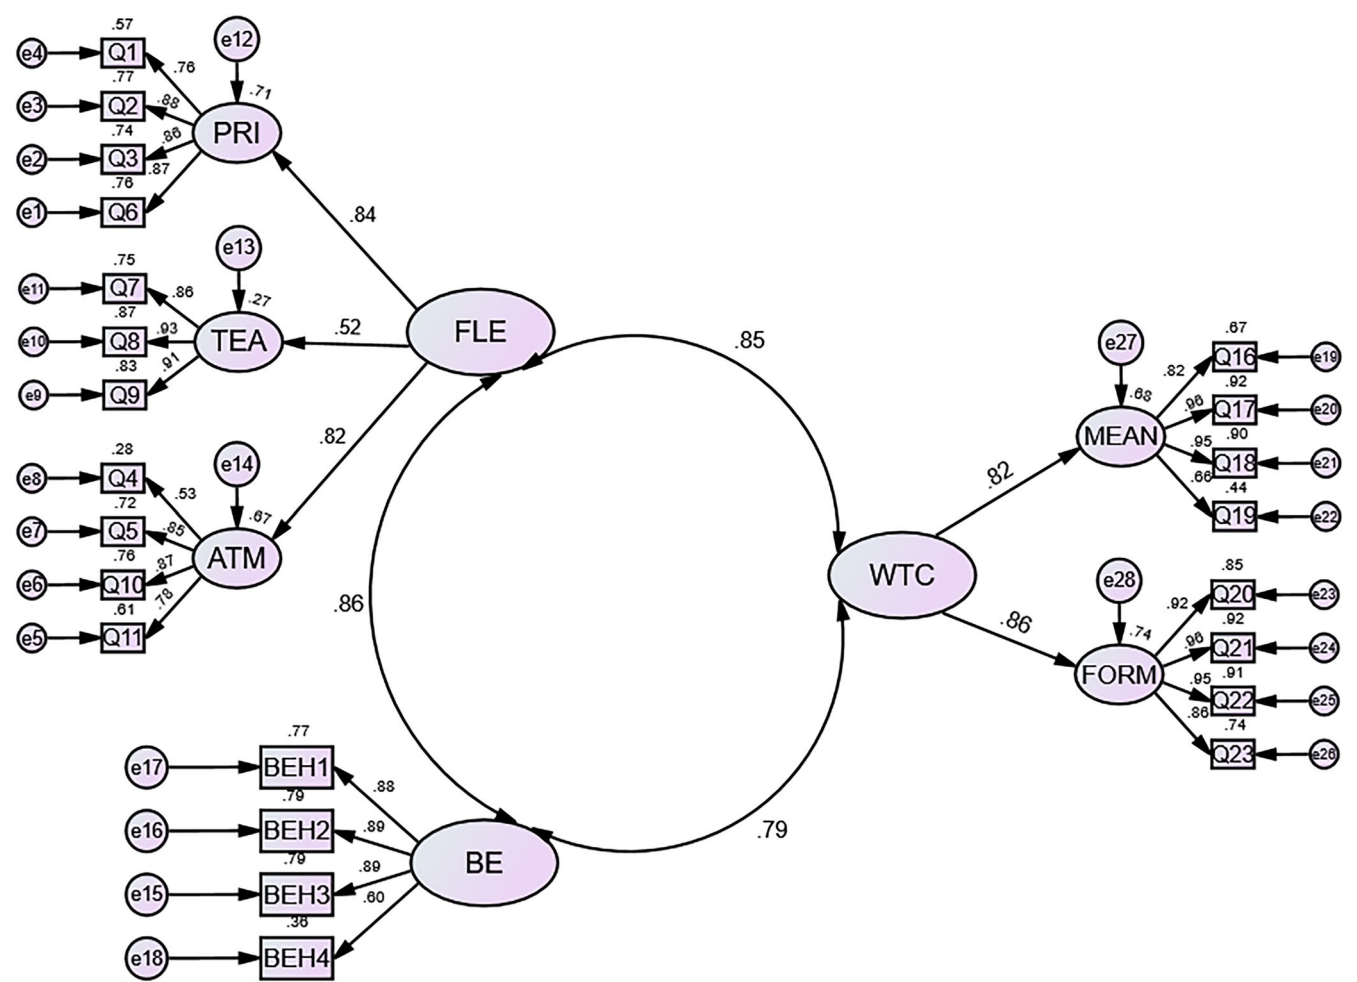 .57
e4 Q1 .76
e12
.71
.77
e3 Q2 .88
PRI
.74
e2 Q3 .86
.87
.76
e1 Q6
.84
e13
.27
.75
e11 Q7 .86
.87
e10 Q8 .93
TEA
.52
FLE
.83
e9 Q9 .91
.82
e14
.67
.28
e8 Q4 .53
.72
e7 Q5 .85
ATM
.76
e6 Q10 .87
.61
e5 Q11 .78
.85
.86
.79
WTC
.82
.86
e27
.68
MEAN
.67
.82 Q16 e19
.92
.96 Q17 e20
.90
.95 Q18 e21
.66
.44
Q19 e22
e28
.74
FORM
.85
.92 Q20 e23
.92
.96 Q21 e24
.91
.95 Q22 e25
.86
.74
Q23 e26
.77
e17 BEH1 .88
.79
e16 BEH2 .89
BE
.79
e15 BEH3 .89
.60
.36
e18 BEH4